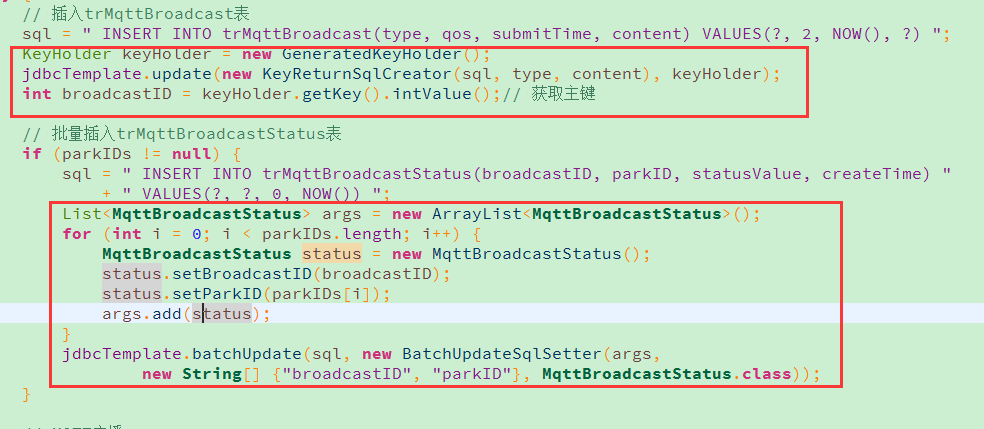 // 插入trMqttBroadcast表
sql = " INSERT INTO trMqttBroadcast(type, qos, submitTime, content) VALUES(?, 2, NOW(), ?) ";
KeyHolder keyHolder = new GeneratedKeyHolder();
jdbcTemplate.update(new KeyReturnSqlCreator(sql, type, content), keyHolder);
int broadcastID = keyHolder.getKey().intValue();// 获取主键
// 批量插入trMqttBroadcastStatus表
if (parkIDs != null) {
sql = " INSERT INTO trMqttBroadcastStatus(broadcastID, parkID, statusValue, createTime) "
+ " VALUES(?, ?, 0, NOW()) ";
List<MqttBroadcastStatus> args = new ArrayList<MqttBroadcastStatus>();
for (int i = 0; i < parkIDs.length; i++) {
MqttBroadcastStatus status = new MqttBroadcastStatus();
status.setBroadcastID(broadcastID);
status.setParkID(parkIDs[i]);
args.add(status);
}
jdbcTemplate.batchUpdate(sql, new BatchUpdateSqlSetter(args,
new String[] {"broadcastID", "parkID"}, MqttBroadcastStatus.class));
}